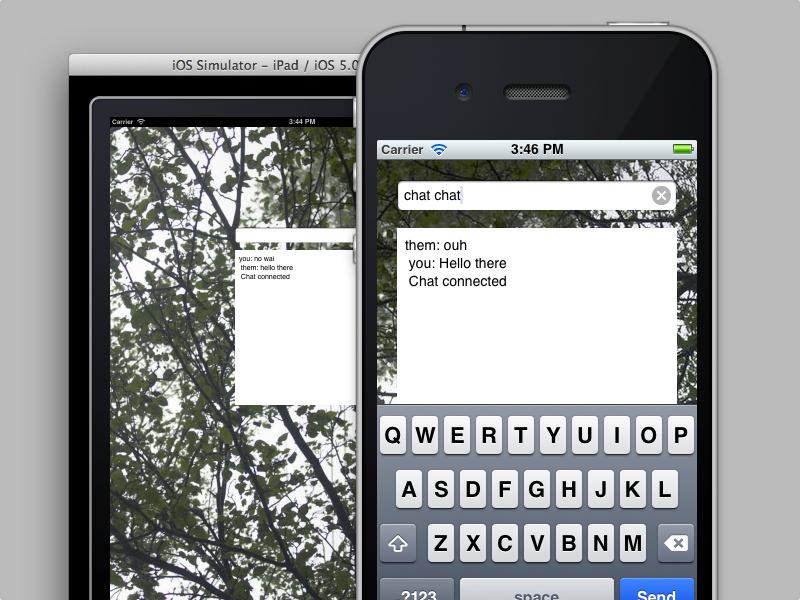 iOS Simulator – iPad / iOS 5.0
Carrier 3:44 PM
you: no wai
them: hello there
Chat connected
Carrier 3:46 PM
chat chat
them: ouh
you: Hello there
Chat connected
Q W E R T Y U I O P
A S D F G H J K L
Z X C V B N M
.?123 space Send